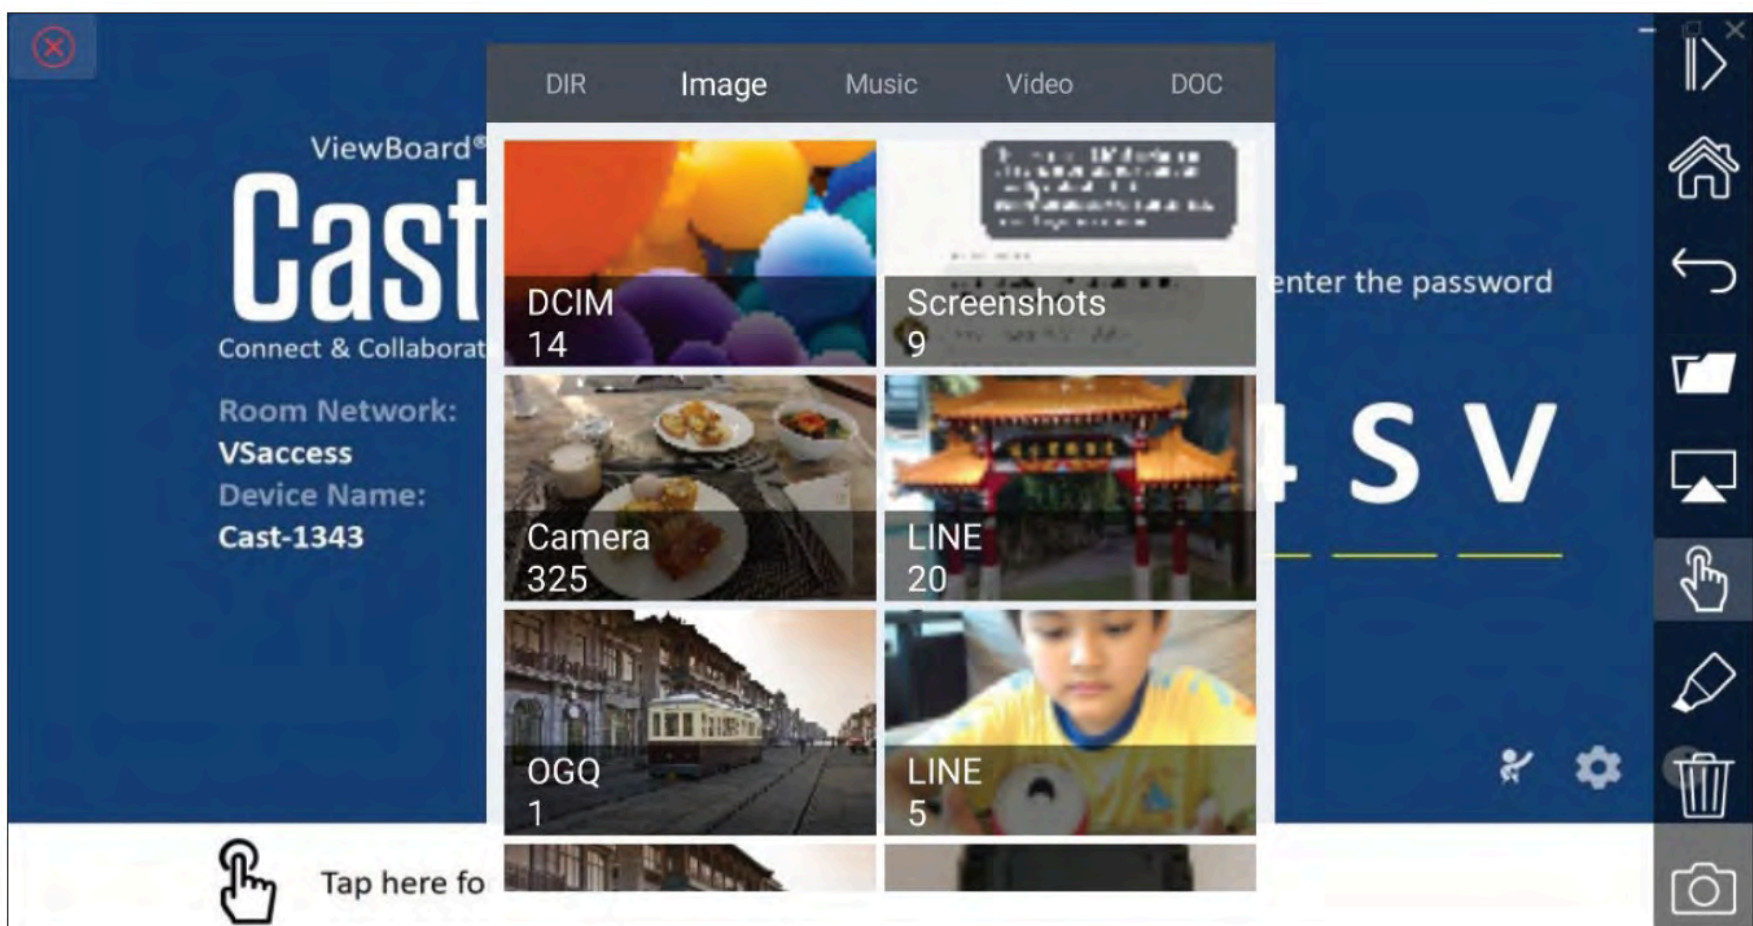 DIR Image Music Video DOC
ViewBoard®
Cast
Connect & Collaborat
Room Network:
VSaccess
Device Name:
Cast-1343
DCIM
14
Screenshots
9
Camera
325
LINE
20
OGQ
1
LINE
5
enter the password
4 S V
Tap here fo